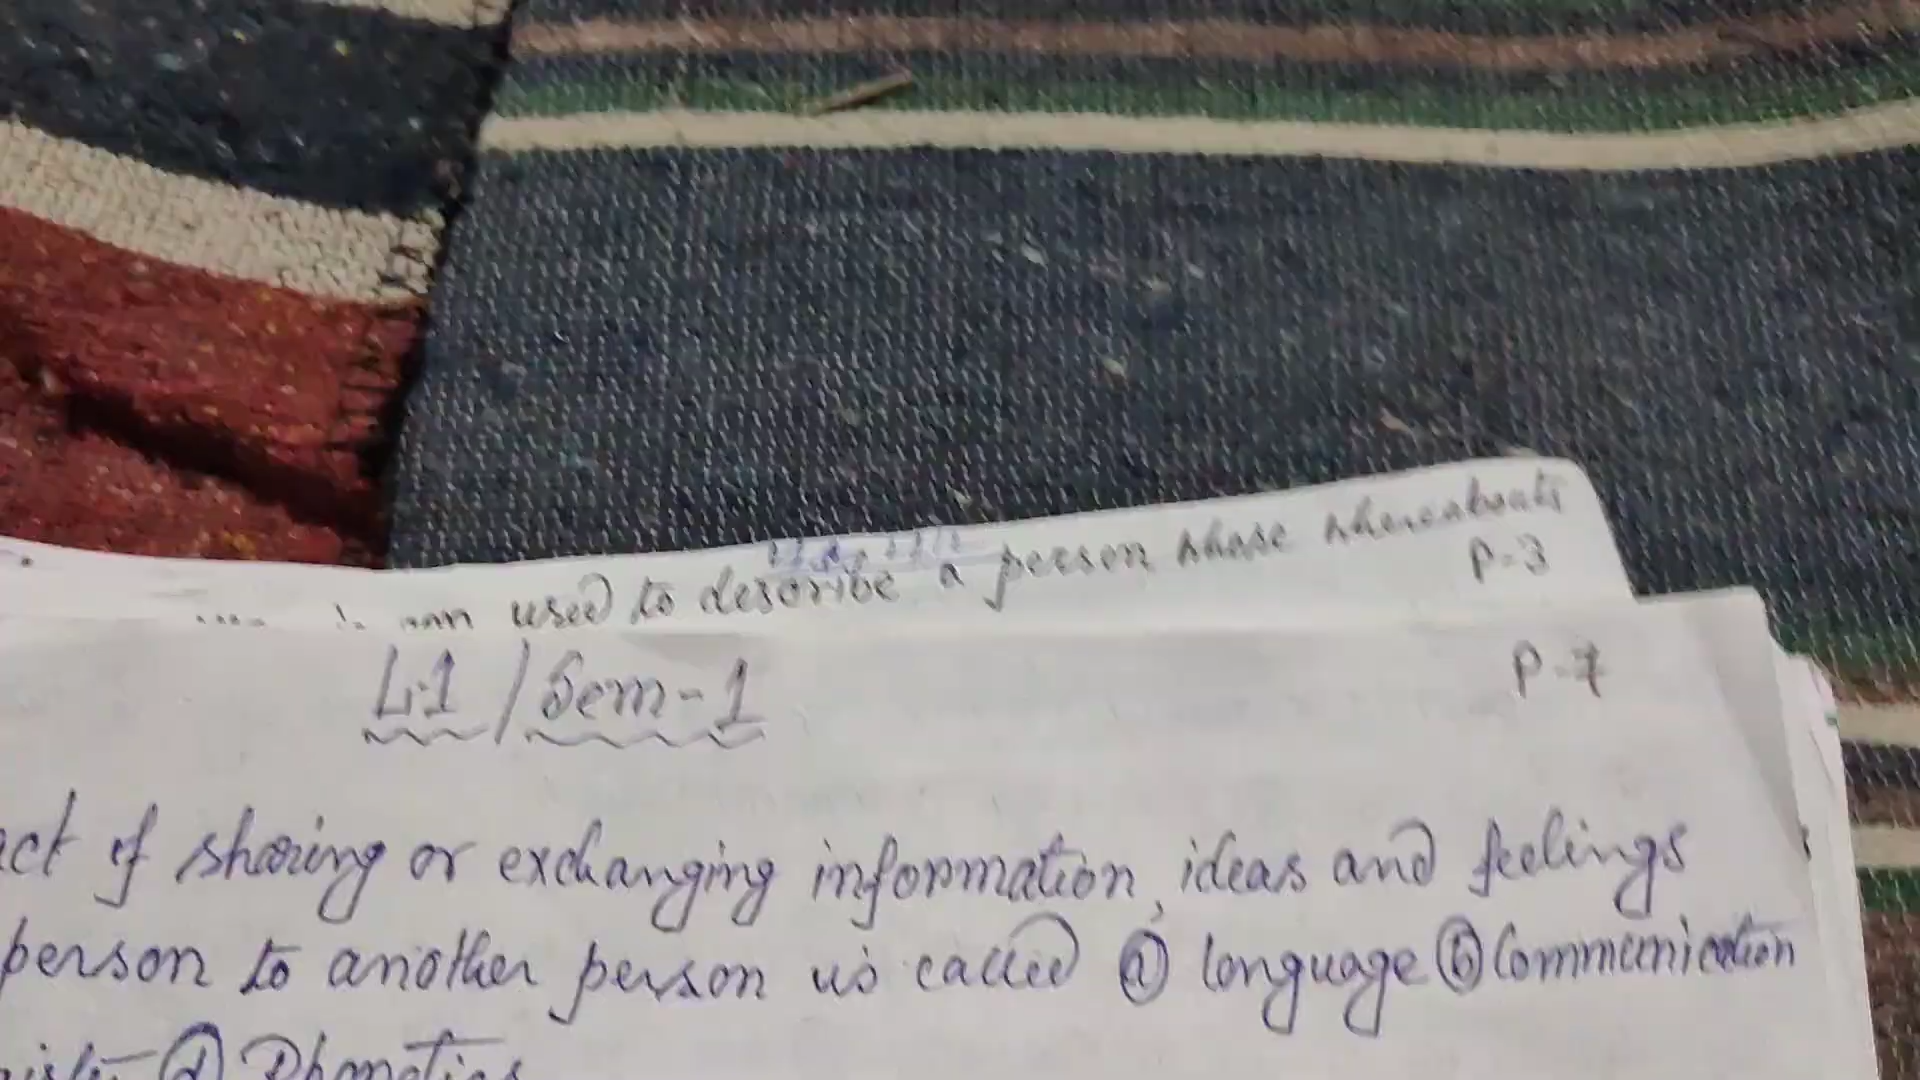 used to describe a person whose whereabouts
P-3
L-1 / Sem-1
P-7
act of sharing or exchanging information, ideas and feelings
person to another person is called (a) language (b) Communication
(d) Phonetics